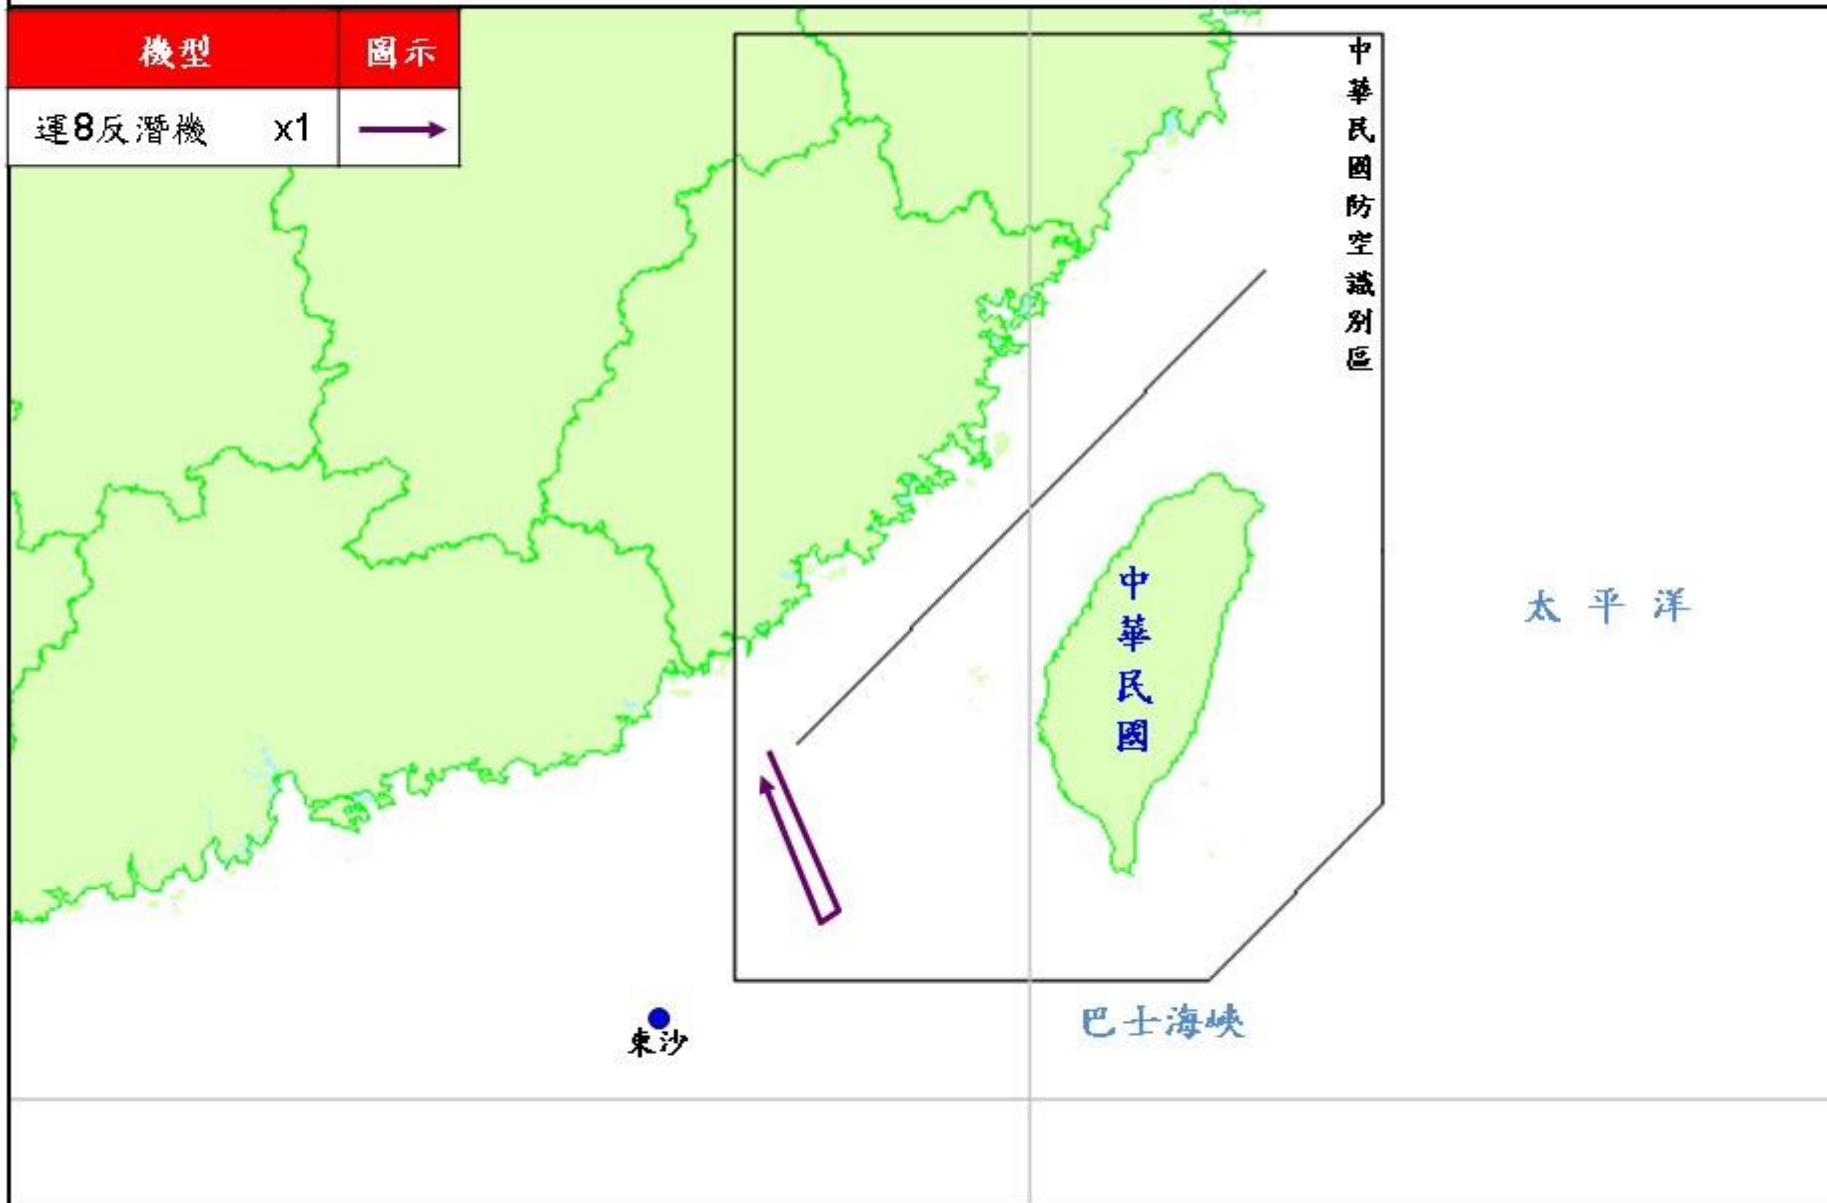 機型 圖示
運8反潛機 x1
中華民國防空識別區
中華民國
太平洋
巴士海峽
東沙